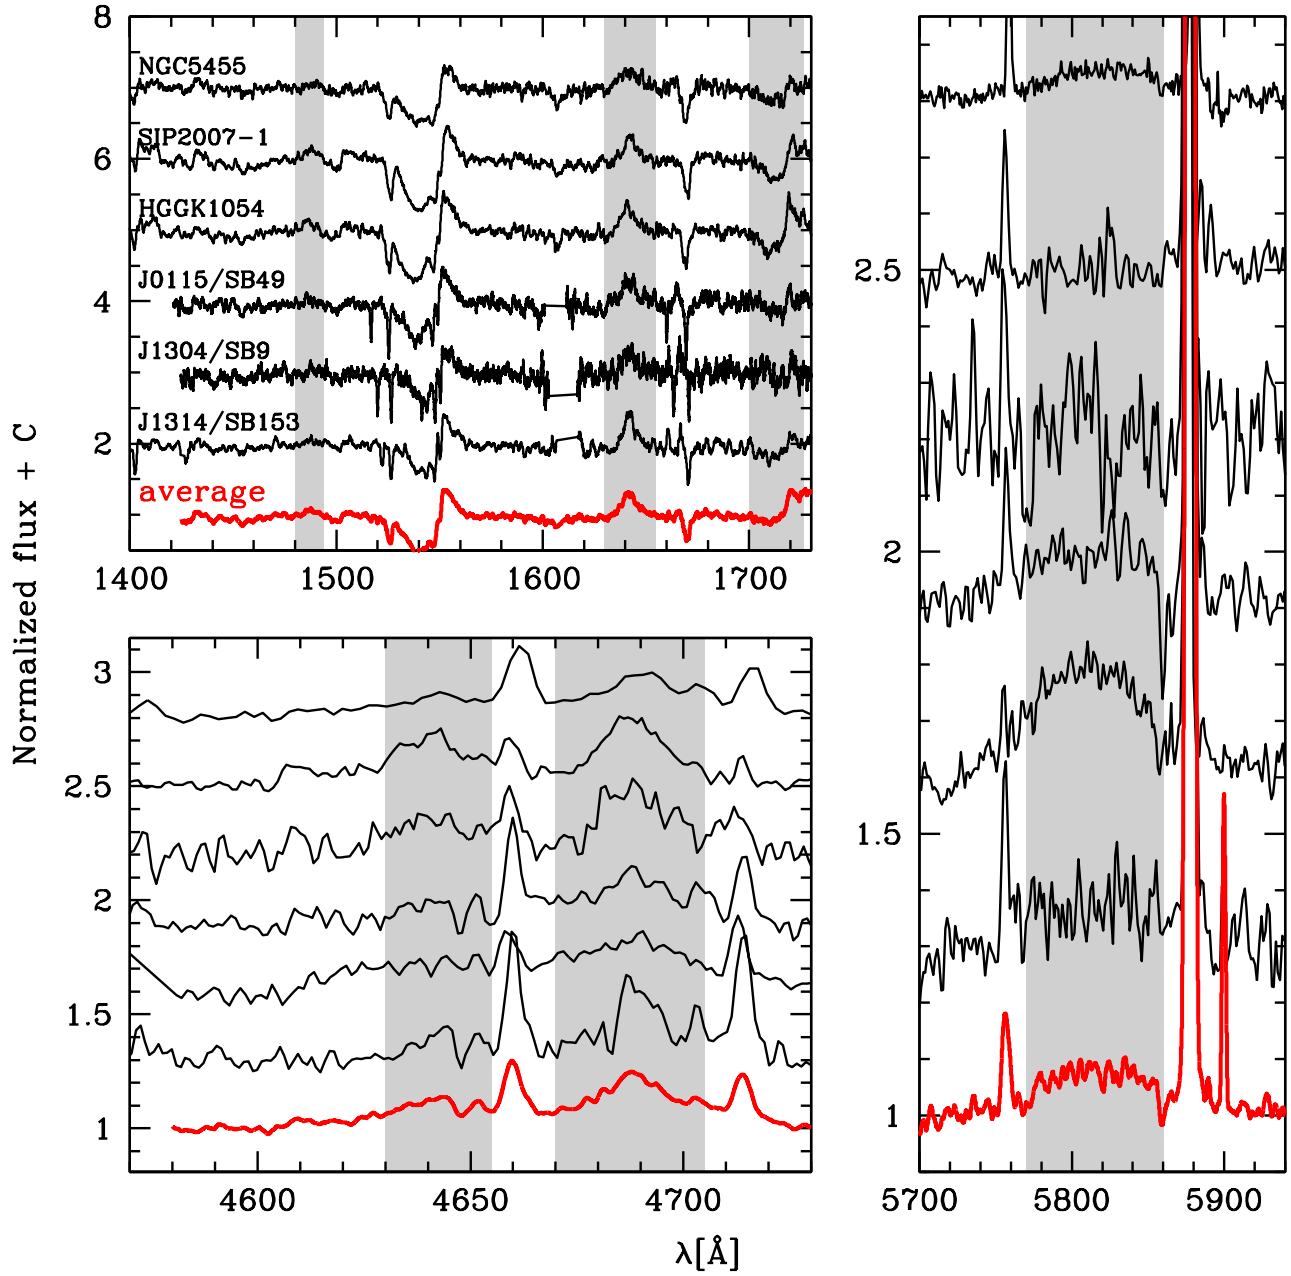 8
6
4
2
NGC5455
SIP2007-1
HGGK1054
J0115/SB49
J1304/SB9
J1314/SB153
average
1400 1500 1600 1700
3
2.5
2
1.5
1
4600 4650 4700
2.5
2
1.5
1
5700 5800 5900
Normalized flux + C
λ[Å]